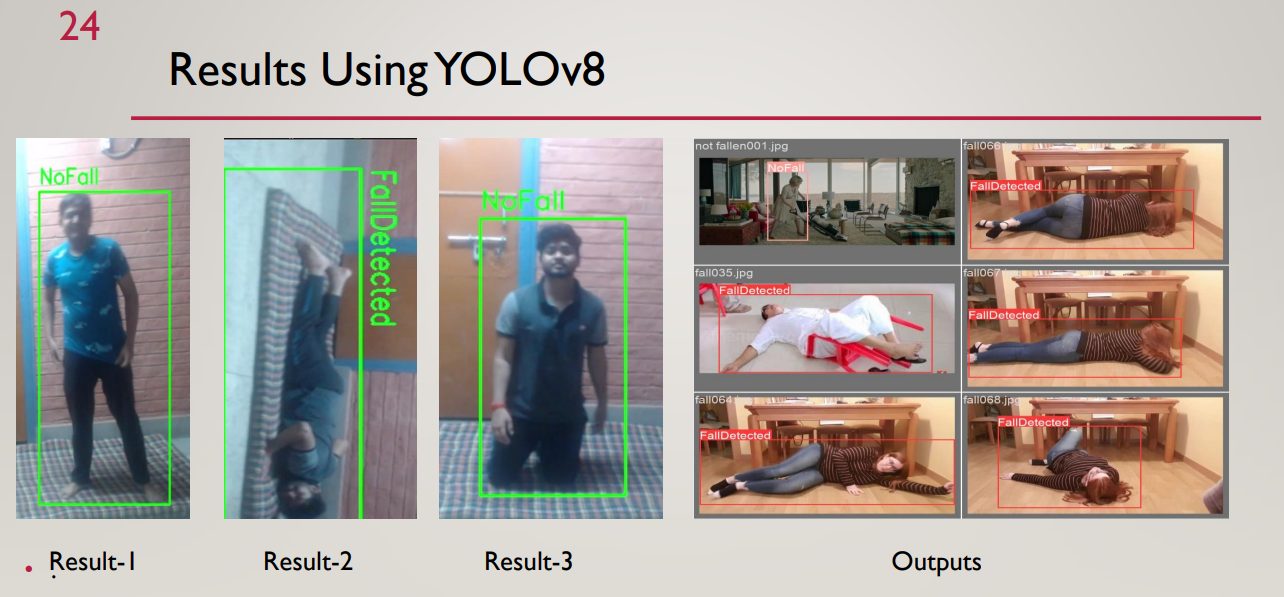 24
Results Using YOLOv8
NoFall
FallDetected
NoFall
not fallen001.jpg
NoFall
fall066
FallDetected
fall035.jpg
FallDetected
fall067
FallDetected
fall064
FallDetected
fall068.jpg
FallDetected
• Result-1
.
Result-2
Result-3
Outputs